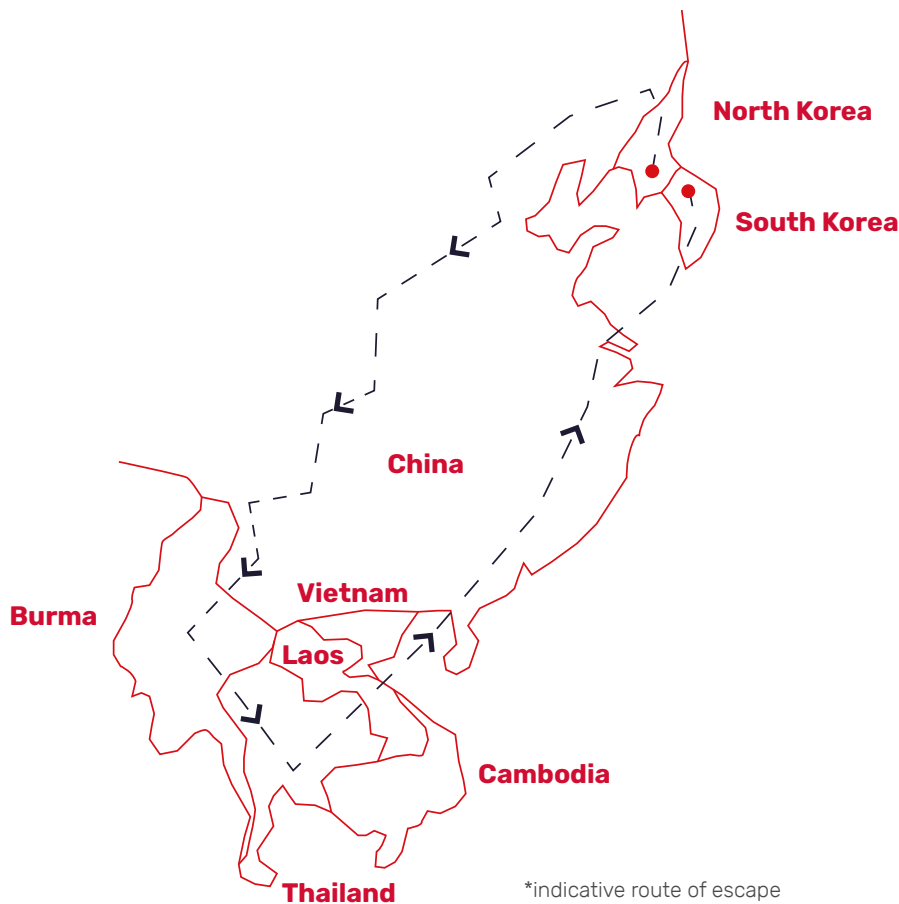 North Korea
South Korea
China
Vietnam
Burma
Laos
Cambodia
Thailand
*indicative route of escape